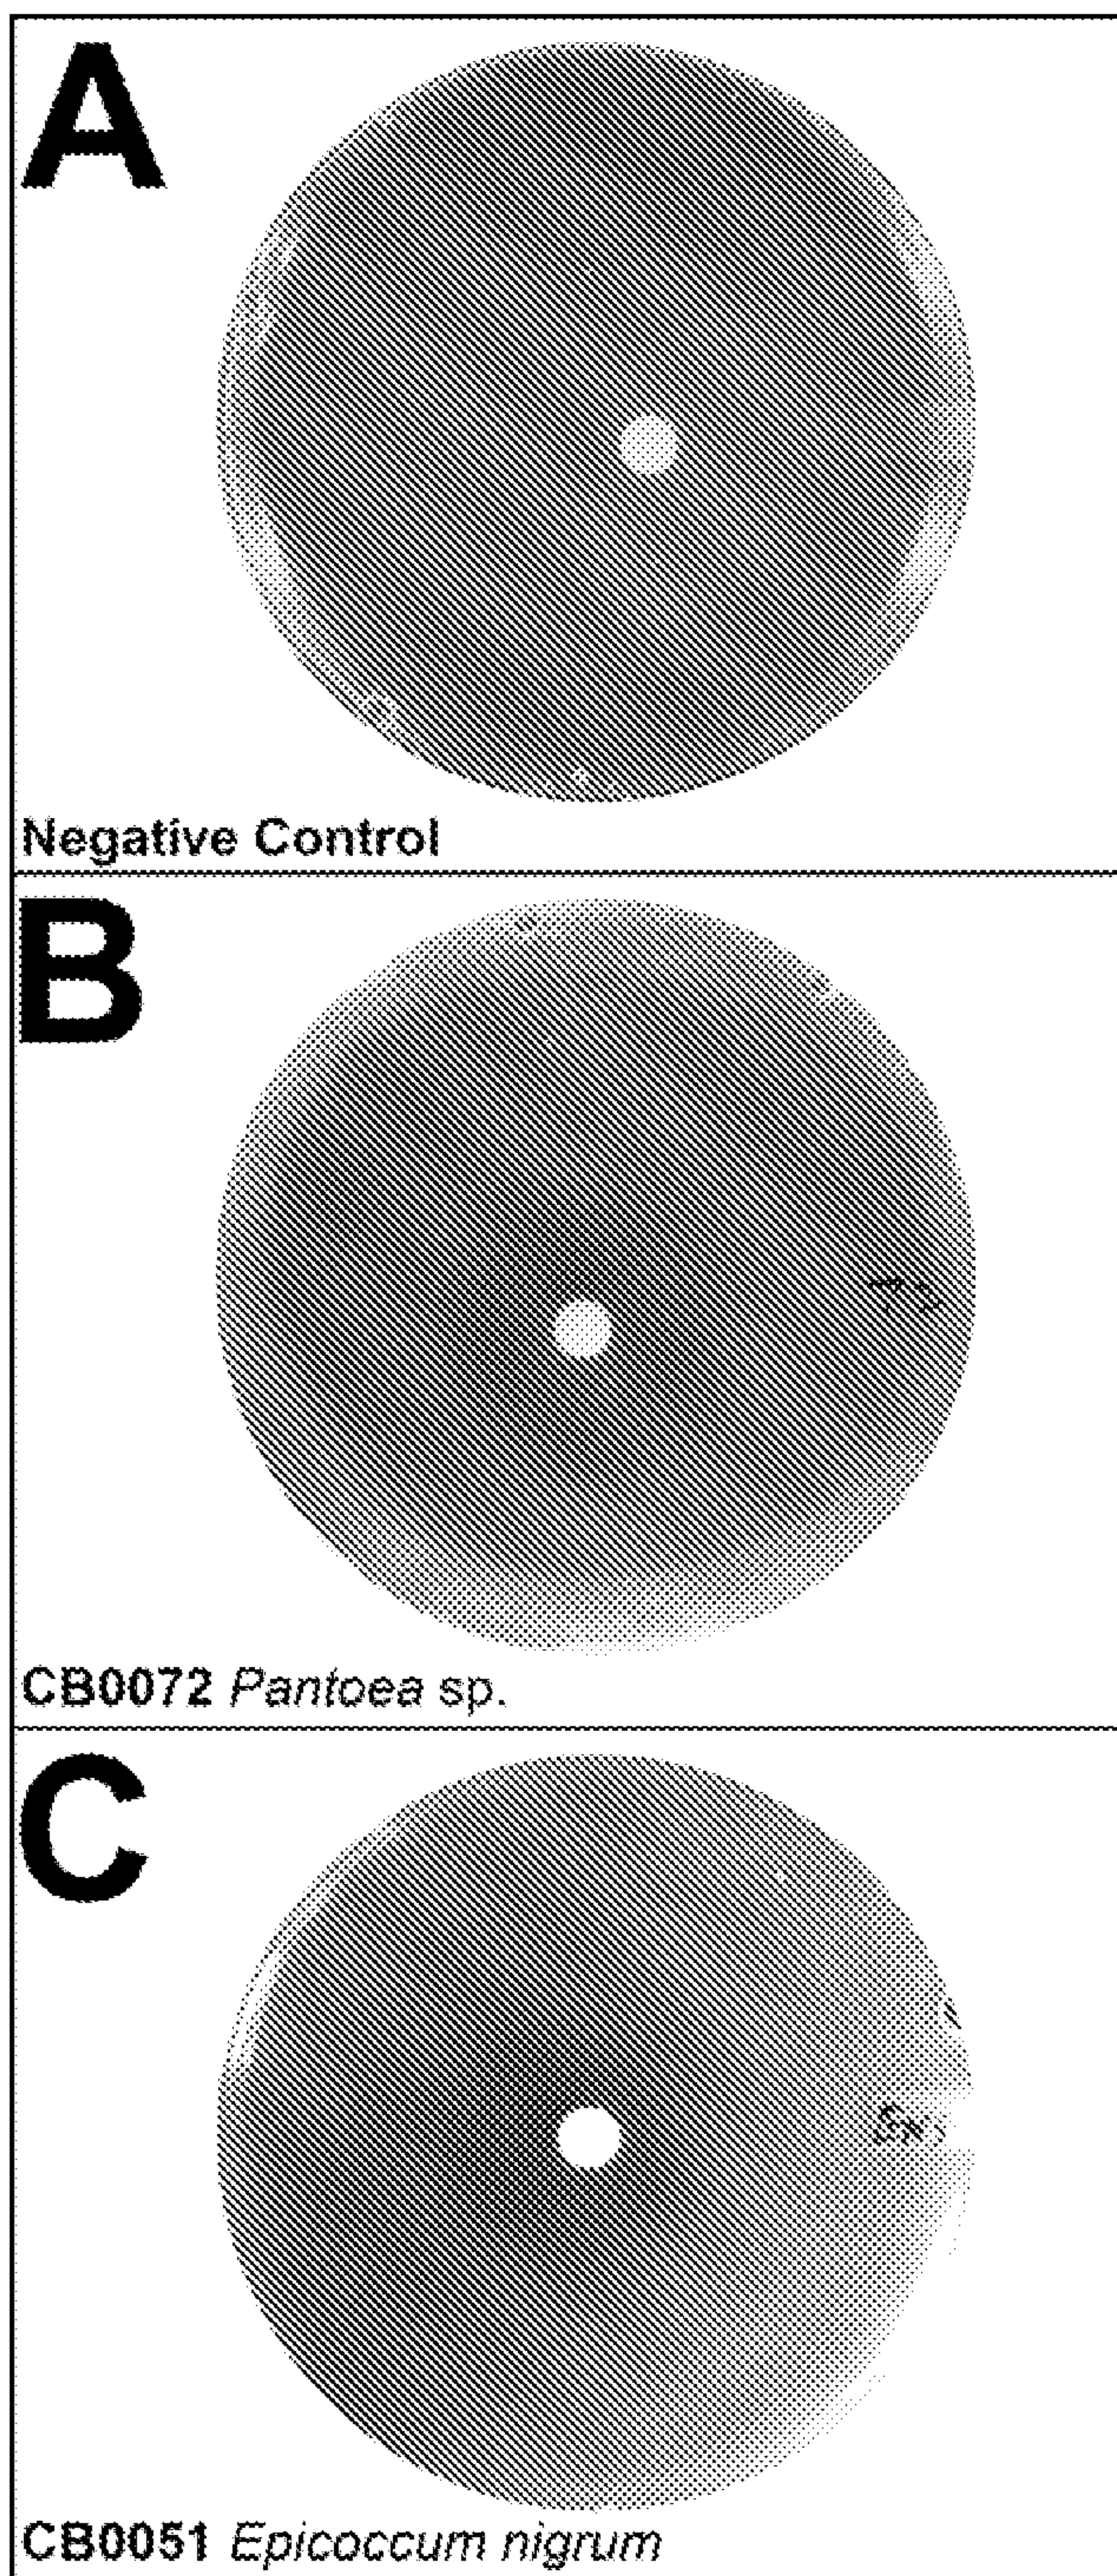 A
Negative Control
B
CB0072 Pantoea sp.
C
CB0051 Epicoccum nigrum